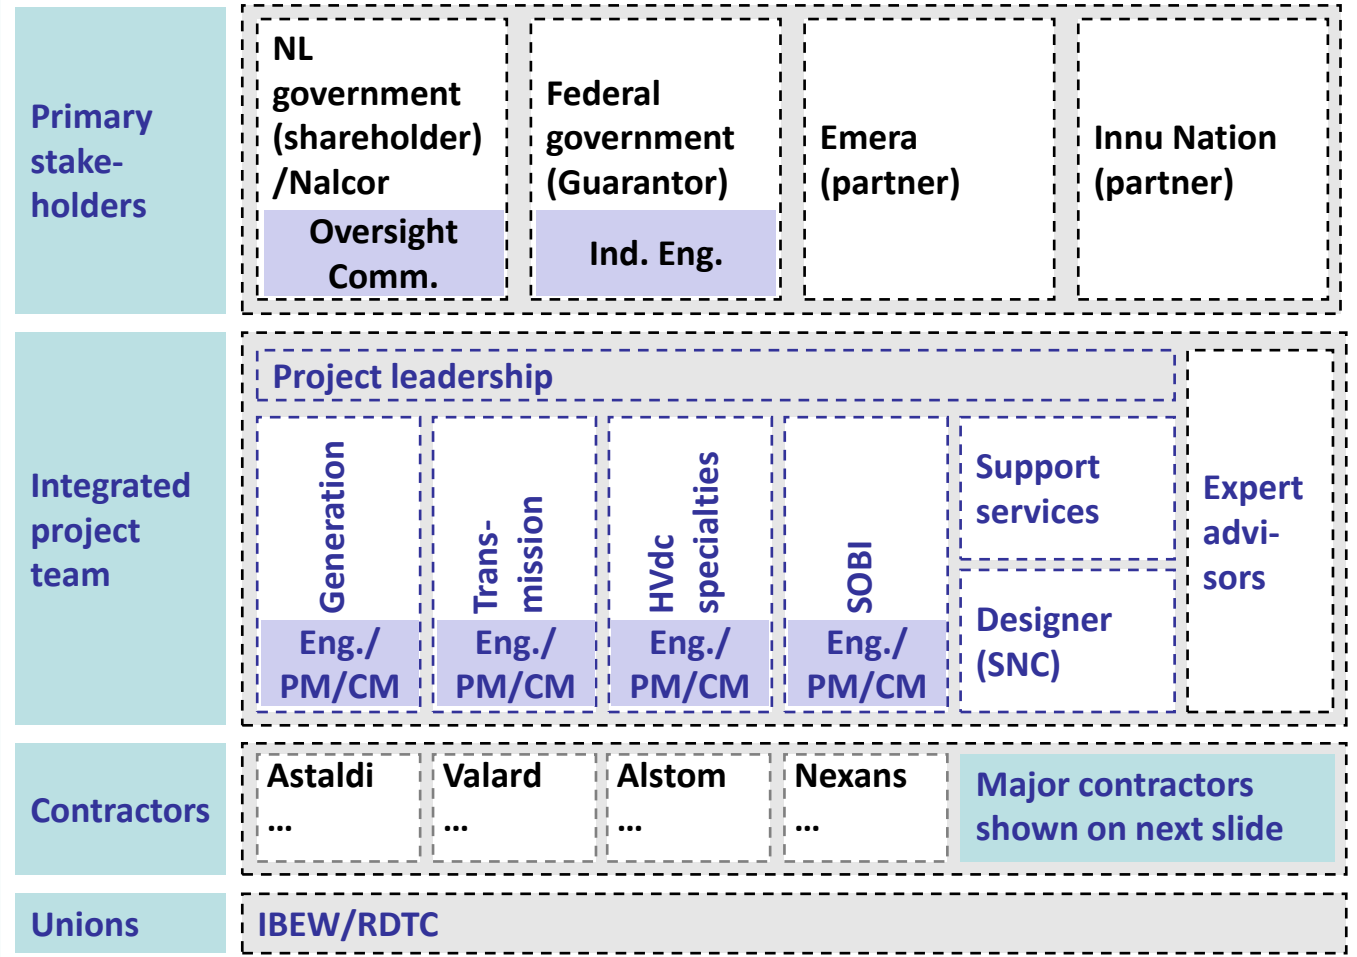 Primary
stake-
holders
NL
government
(shareholder)
/Nalcor
Oversight
Comm.
Federal
government
(Guarantor)
Ind. Eng.
Emera
(partner)
Innu Nation
(partner)
Integrated
project
team
Project leadership
Generation
Eng./
PM/CM
Trans-
mission
Eng./
PM/CM
HVdc
specialties
Eng./
PM/CM
SOBI
Eng./
PM/CM
Support
services
Designer
(SNC)
Expert
advi-
sors
Contractors
Astaldi
...
Valard
...
Alstom
...
Nexans
...
Major contractors
shown on next slide
Unions
IBEW/RDTC